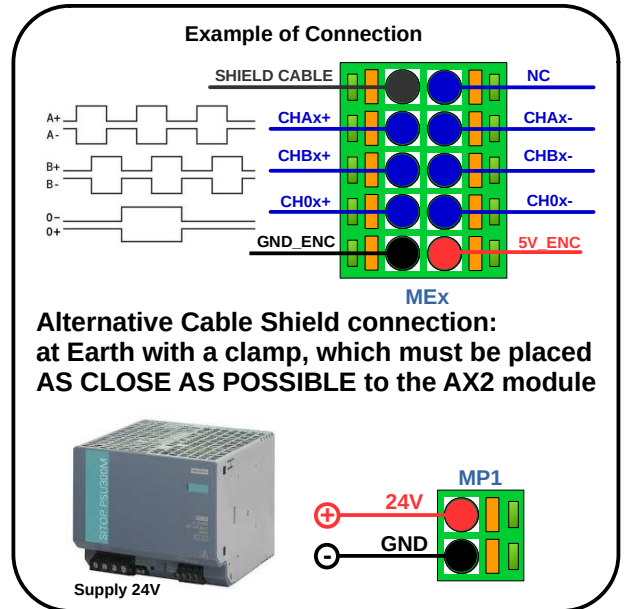 Example of Connection
SHIELD CABLE
NC
A+
A-
CHAx+
CHAx-
B+
B-
CHBx+
CHBx-
0-
0+
CH0x+
CH0x-
GND_ENC
5V_ENC
MEx
Alternative Cable Shield connection:
at Earth with a clamp, which must be placed
AS CLOSE AS POSSIBLE to the AX2 module
SITOP PSU300M
Supply 24V
MP1
+
24V
-
GND